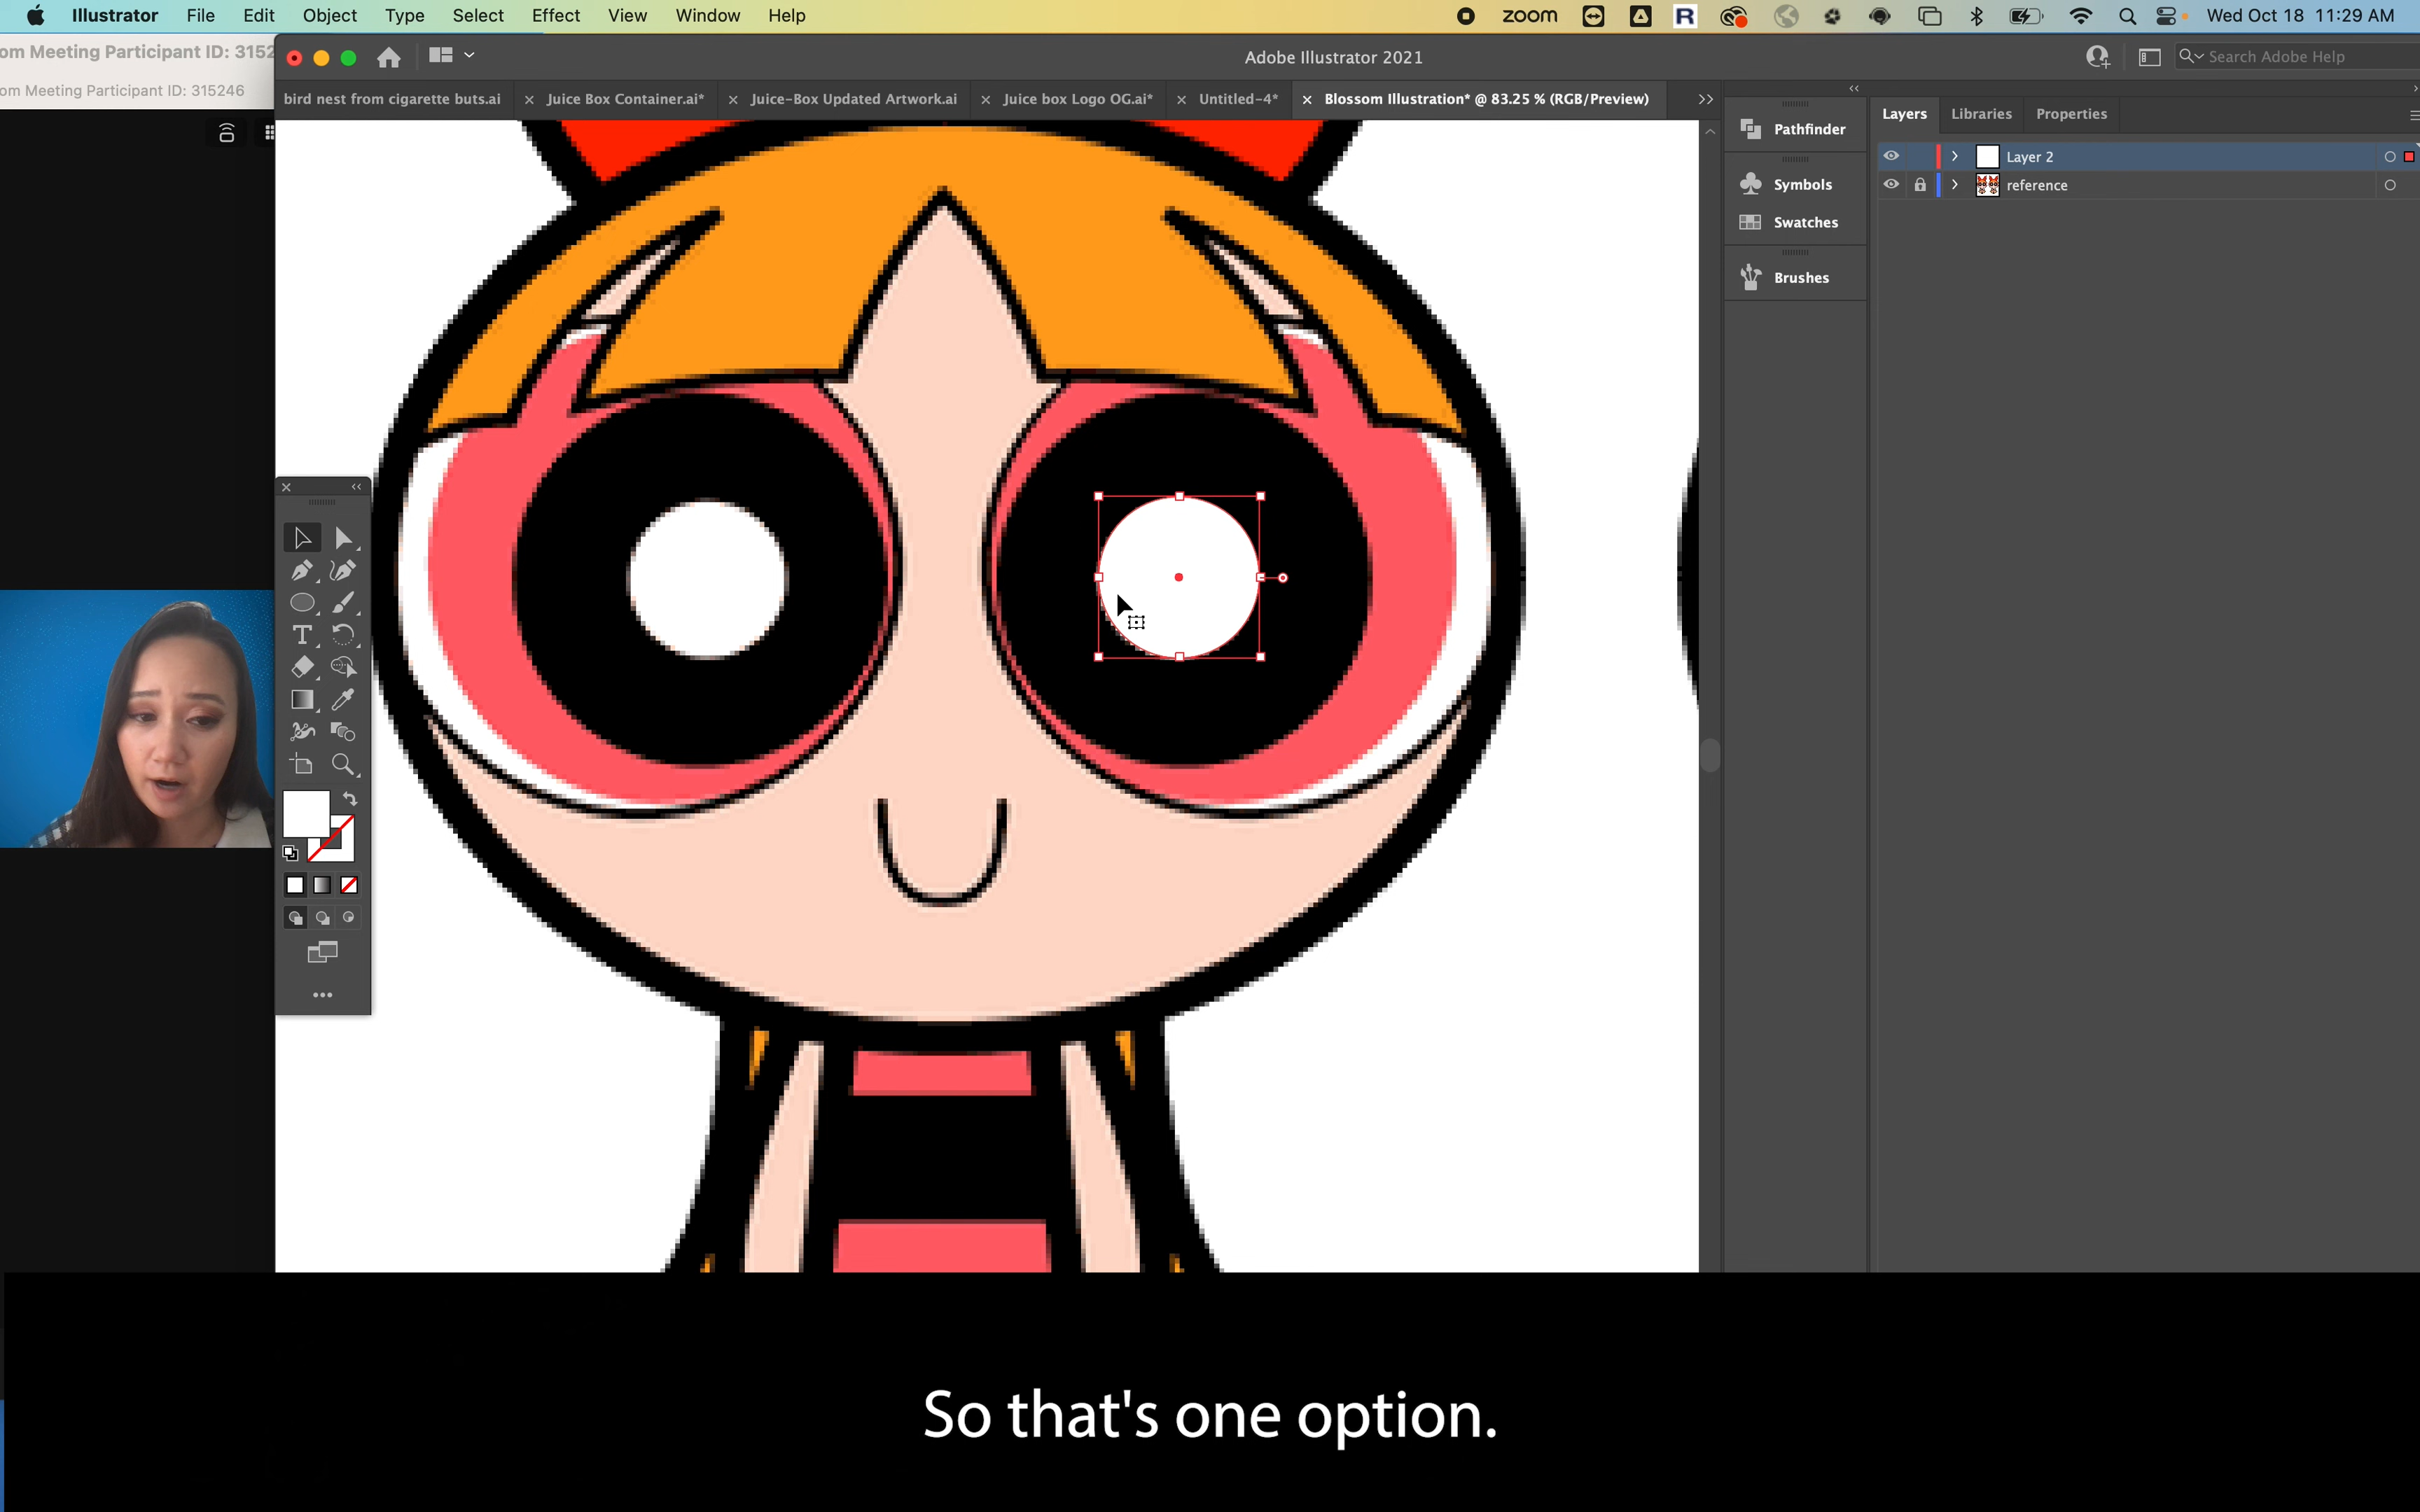 Illustrator File Edit Object Type Select Effect View Window Help zoom R Wed Oct 18 11:29 AM
om Meeting Participant ID: 3152
Adobe Illustrator 2021
Search Adobe Help
om Meeting Participant ID: 315246
bird nest from cigarette buts.ai × Juice Box Container.ai* × Juice-Box Updated Artwork.ai × Juice box Logo OG.ai* × Untitled-4* × Blossom Illustration* @ 83.25 % (RGB/Preview)
Layers Libraries Properties
Pathfinder
Layer 2
Symbols
reference
Swatches
Brushes
T
So that's one option.